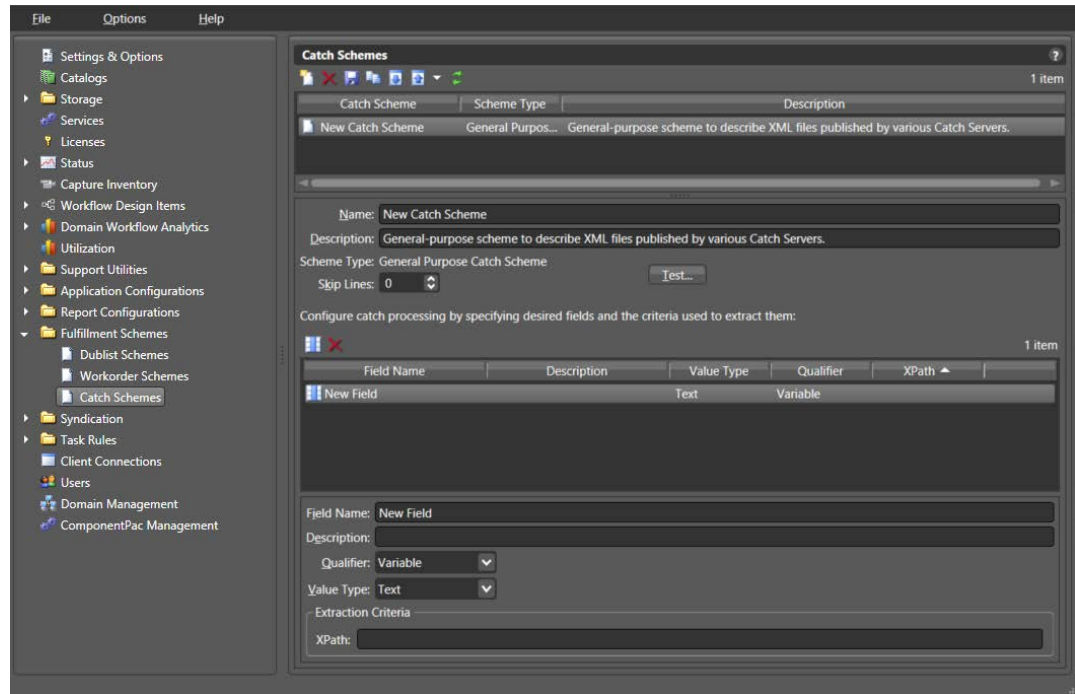 File Options Help
Settings & Options
Catalogs
Storage
Services
Licenses
Status
Capture Inventory
Workflow Design Items
Domain Workflow Analytics
Utilization
Support Utilities
Application Configurations
Report Configurations
Fulfillment Schemes
Dublist Schemes
Workorder Schemes
Catch Schemes
Syndication
Task Rules
Client Connections
Users
Domain Management
ComponentPac Management
Catch Schemes ?
1 item
Catch Scheme Scheme Type Description
New Catch Scheme General Purpos... General-purpose scheme to describe XML files published by various Catch Servers.
Name: New Catch Scheme
Description: General-purpose scheme to describe XML files published by various Catch Servers.
Scheme Type: General Purpose Catch Scheme
Skip Lines: 0 Test...
Configure catch processing by specifying desired fields and the criteria used to extract them:
1 item
Field Name Description Value Type Qualifier XPath
New Field Text Variable
Field Name: New Field
Description:
Qualifier: Variable
Value Type: Text
Extraction Criteria
XPath: